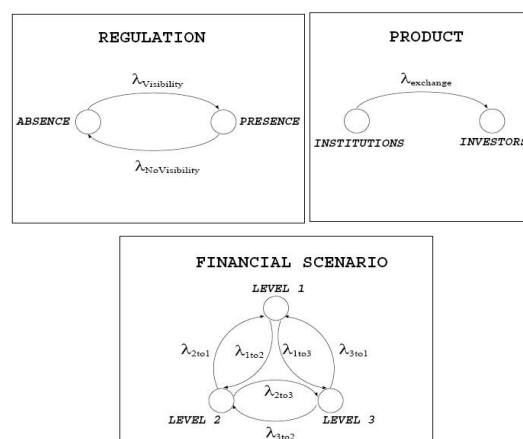 REGULATION
λVisibility
ABSENCE PRESENCE
λNoVisibility
PRODUCT
λexchange
INSTITUTIONS INVESTORS
FINANCIAL SCENARIO
LEVEL 1
λ2to1 λ1to2 λ1to3 λ3to1
λ2to3
LEVEL 2 LEVEL 3
λ3to2